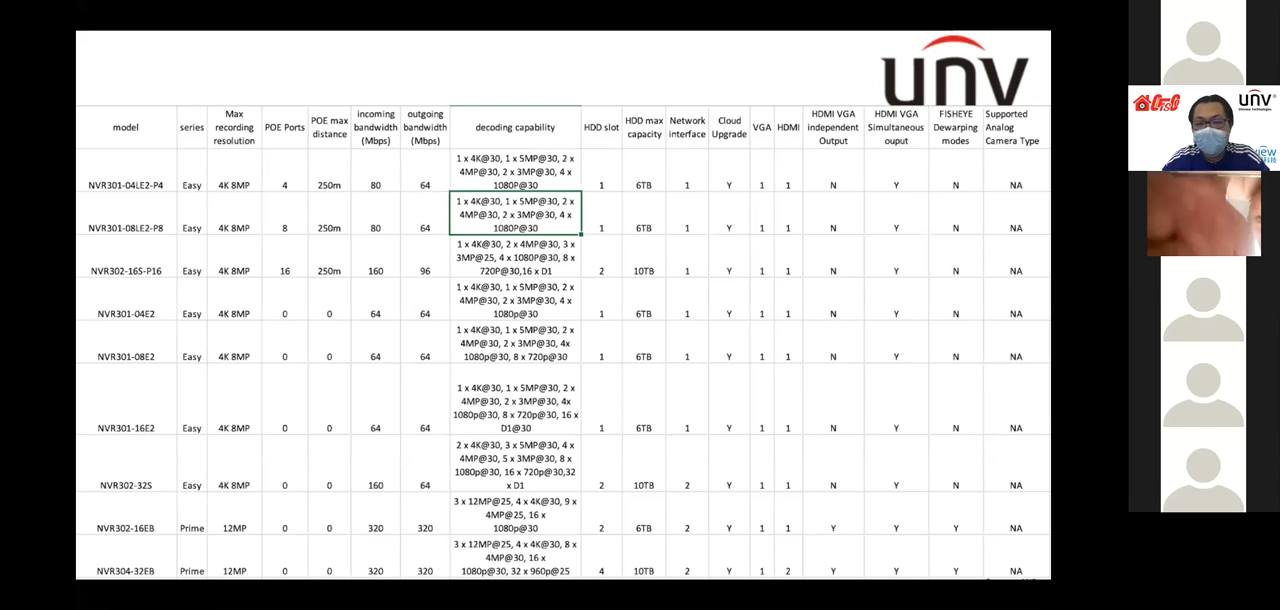 unv
model series Max recording resolution POE Ports POE max distance incoming bandwidth (Mbps) outgoing bandwidth (Mbps) decoding capability HDD slot HDD max capacity Network interface Cloud Upgrade VGA HDMI HDMI VGA independent Output HDMI VGA Simultaneous ouput FISHEYE Dewarping modes Supported Analog Camera Type
NVR301-04LE2-P4 Easy 4K 8MP 4 250m 80 64 1 x 4K@30, 1 x 5MP@30, 2 x 4MP@30, 2 x 3MP@30, 4 x 1080P@30 1 6TB 1 Y 1 1 N Y N NA
NVR301-08LE2-P8 Easy 4K 8MP 8 250m 80 64 1 x 4K@30, 1 x 5MP@30, 2 x 4MP@30, 2 x 3MP@30, 4 x 1080P@30 1 6TB 1 Y 1 1 N Y N NA
NVR302-16S-P16 Easy 4K 8MP 16 250m 160 96 1 x 4K@30, 2 x 4MP@30, 3 x 3MP@25, 4 x 1080P@30, 8 x 720P@30,16 x D1 2 10TB 1 Y 1 1 N Y N NA
NVR301-04E2 Easy 4K 8MP 0 0 64 64 1 x 4K@30, 1 x 5MP@30, 2 x 4MP@30, 2 x 3MP@30, 4 x 1080p@30 1 6TB 1 Y 1 1 N Y N NA
NVR301-08E2 Easy 4K 8MP 0 0 64 64 1 x 4K@30, 1 x 5MP@30, 2 x 4MP@30, 2 x 3MP@30, 4x 1080p@30, 8 x 720p@30 1 6TB 1 Y 1 1 N Y N NA
NVR301-16E2 Easy 4K 8MP 0 0 64 64 1 x 4K@30, 1 x 5MP@30, 2 x 4MP@30, 2 x 3MP@30, 4x 1080p@30, 8 x 720p@30, 16 x D1@30 1 6TB 1 Y 1 1 N Y N NA
NVR302-32S Easy 4K 8MP 0 0 160 64 2 x 4K@30, 3 x 5MP@30, 4 x 4MP@30, 5 x 3MP@30, 8 x 1080p@30, 16 x 720p@30,32 x D1 2 10TB 2 Y 1 1 N Y N NA
NVR302-16EB Prime 12MP 0 0 320 320 3 x 12MP@25, 4 x 4K@30, 9 x 4MP@25, 16 x 1080p@30 2 6TB 2 Y 1 1 Y Y Y NA
NVR304-32EB Prime 12MP 0 0 320 320 3 x 12MP@25, 4 x 4K@30, 8 x 4MP@30, 16 x 1080p@30, 32 x 960p@25 4 10TB 2 Y 1 2 Y Y Y NA
unv